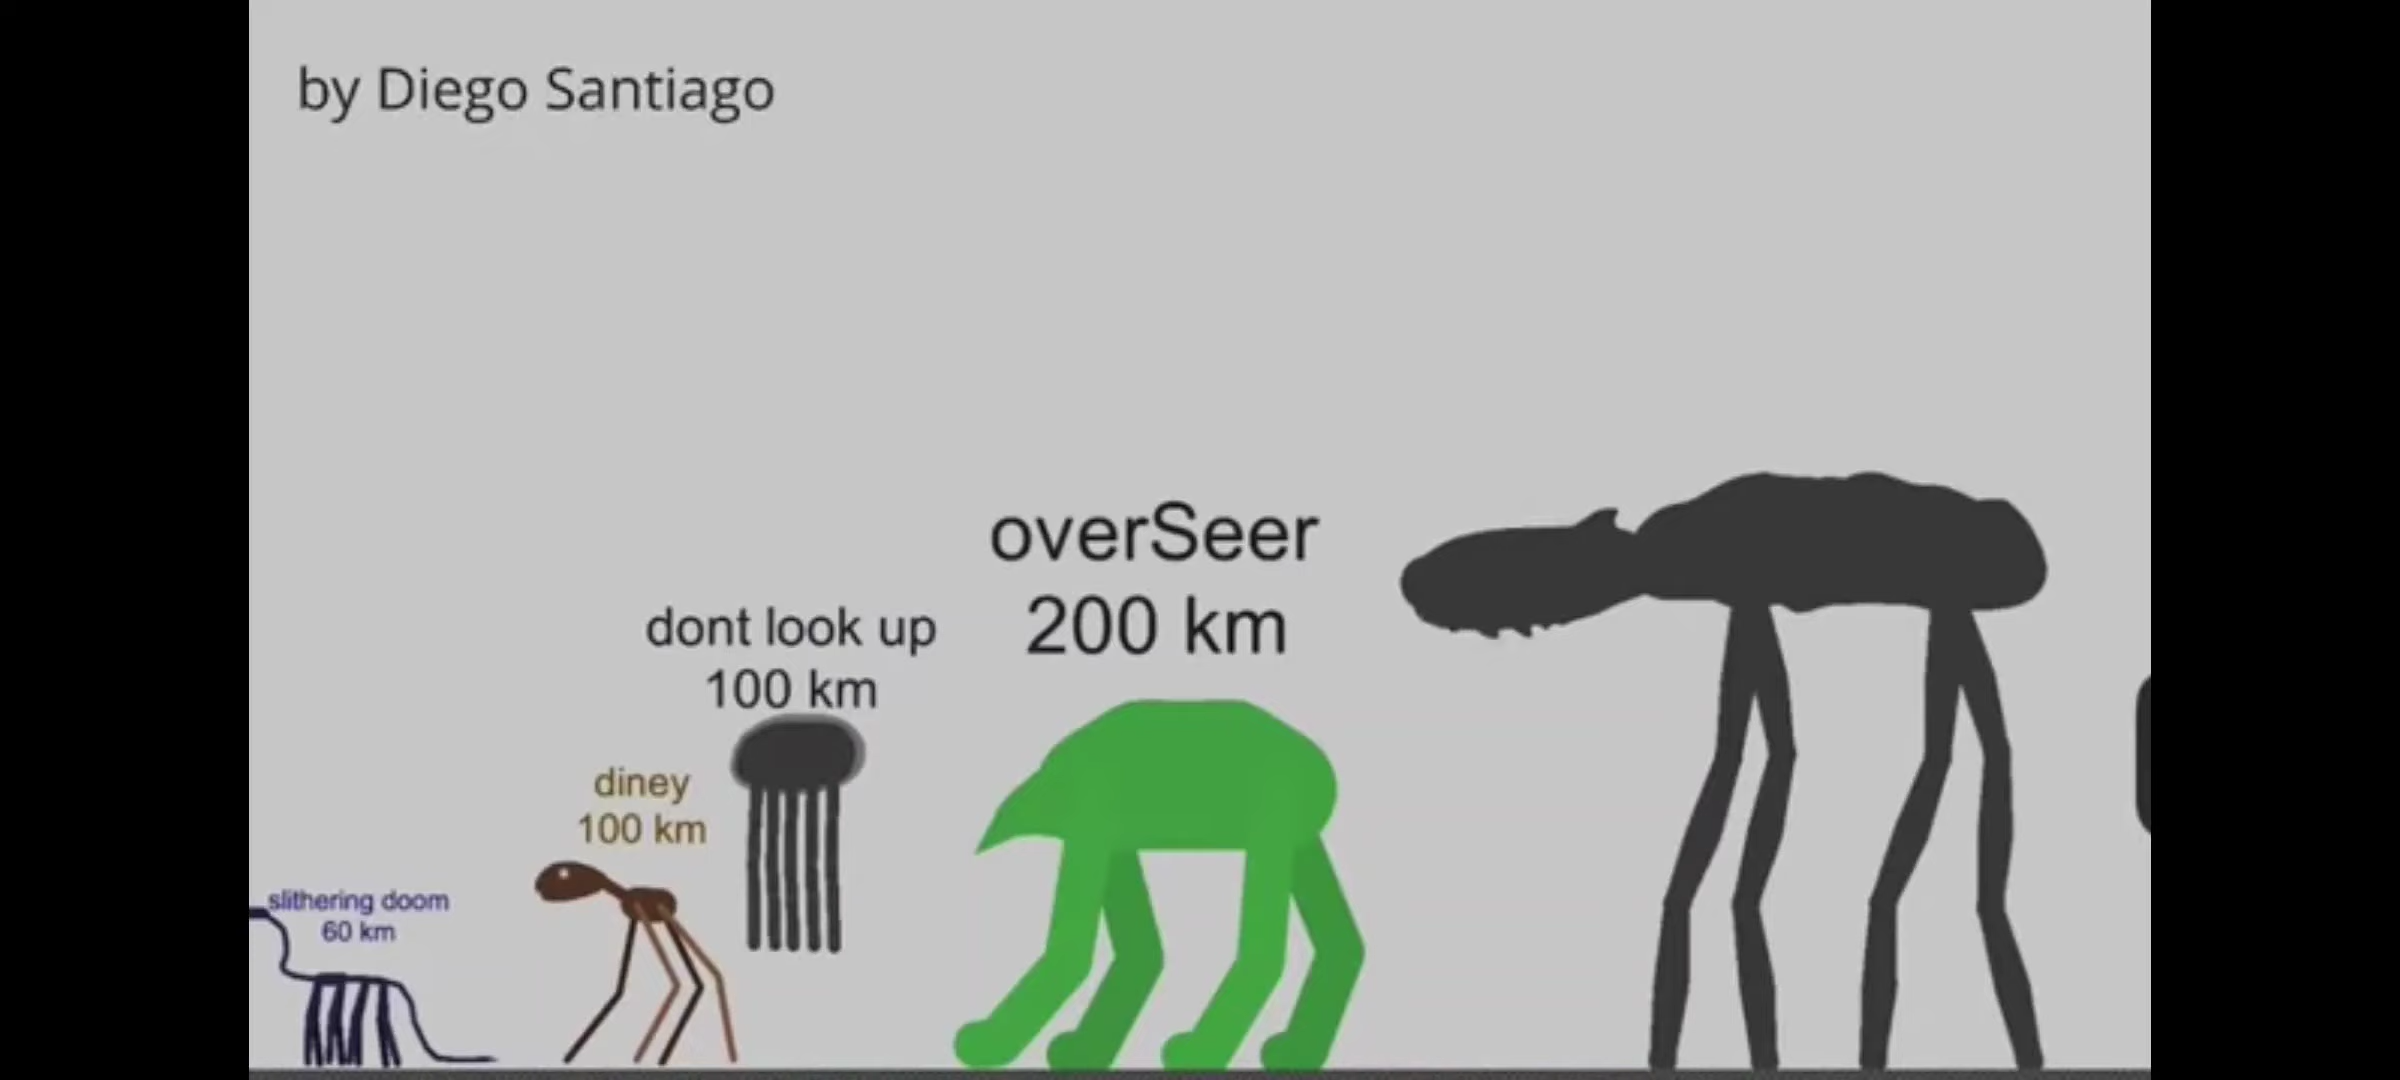 by Diego Santiago
overSeer
200 km
dont look up
100 km
diney
100 km
slithering doom
60 km